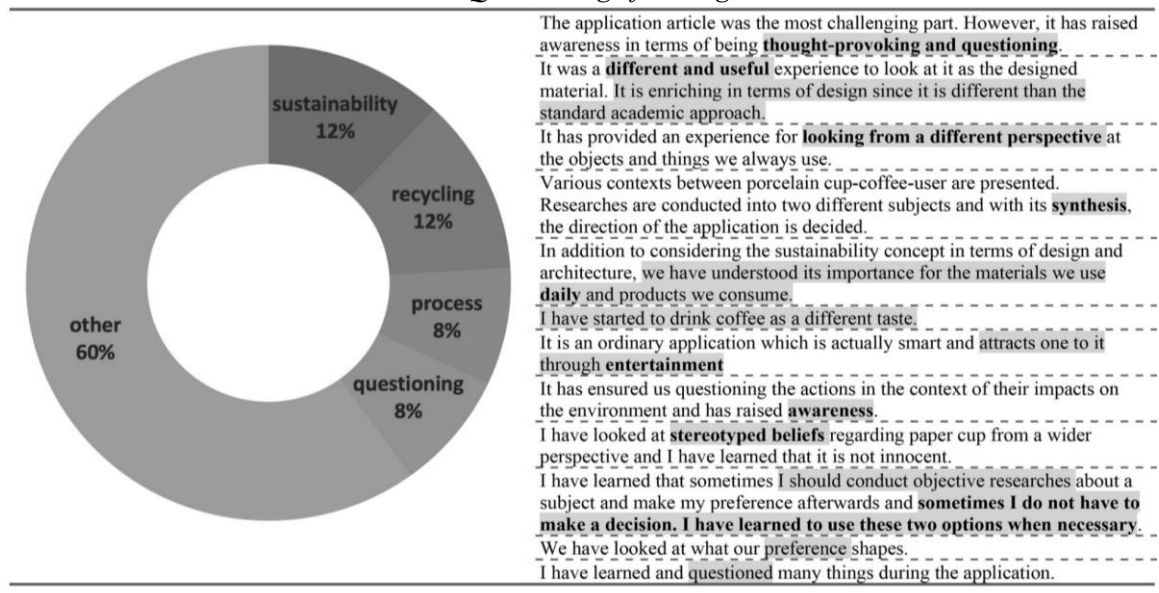 sustainability
12%
recycling
12%
process
8%
questioning
8%
other
60%
The application article was the most challenging part. However, it has raised
awareness in terms of being thought-provoking and questioning.
It was a different and useful experience to look at it as the designed
material. It is enriching in terms of design since it is different than the
standard academic approach.
It has provided an experience for looking from a different perspective at
the objects and things we always use.
Various contexts between porcelain cup-coffee-user are presented.
Researches are conducted into two different subjects and with its synthesis,
the direction of the application is decided.
In addition to considering the sustainability concept in terms of design and
architecture, we have understood its importance for the materials we use
daily and products we consume.
I have started to drink coffee as a different taste.
It is an ordinary application which is actually smart and attracts one to it
through entertainment
It has ensured us questioning the actions in the context of their impacts on
the environment and has raised awareness.
I have looked at stereotyped beliefs regarding paper cup from a wider
perspective and I have learned that it is not innocent.
I have learned that sometimes I should conduct objective researches about a
subject and make my preference afterwards and sometimes I do not have to
make a decision. I have learned to use these two options when necessary.
We have looked at what our preference shapes.
I have learned and questioned many things during the application.